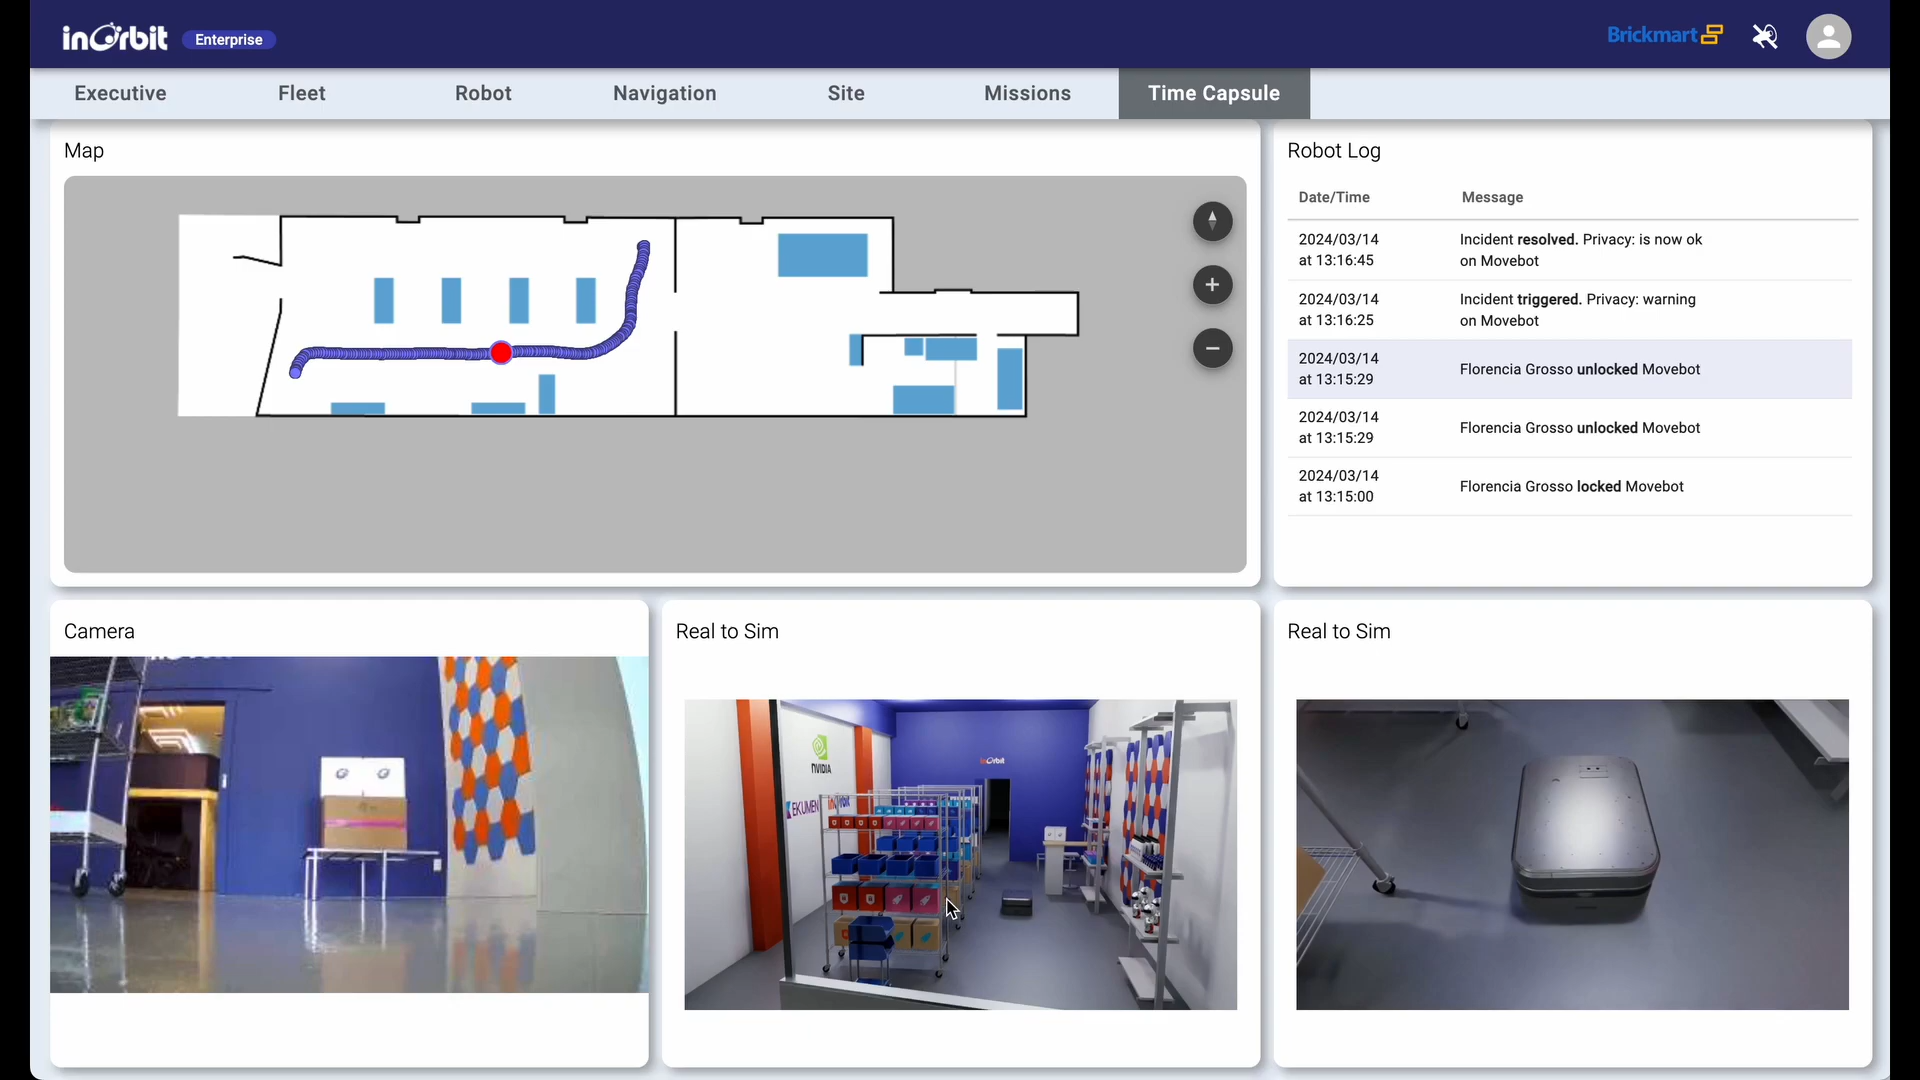 inOrbit Enterprise
Brickmart
Executive Fleet Robot Navigation Site Missions Time Capsule
Map
Robot Log
Date/Time Message
2024/03/14
at 13:16:45
Incident resolved. Privacy: is now ok
on Movebot
2024/03/14
at 13:16:25
Incident triggered. Privacy: warning
on Movebot
2024/03/14
at 13:15:29
Florencia Grosso unlocked Movebot
2024/03/14
at 13:15:29
Florencia Grosso unlocked Movebot
2024/03/14
at 13:15:00
Florencia Grosso locked Movebot
Camera
Real to Sim
inOrbit
NVIDIA
EKUMEN
inOrbit
Real to Sim